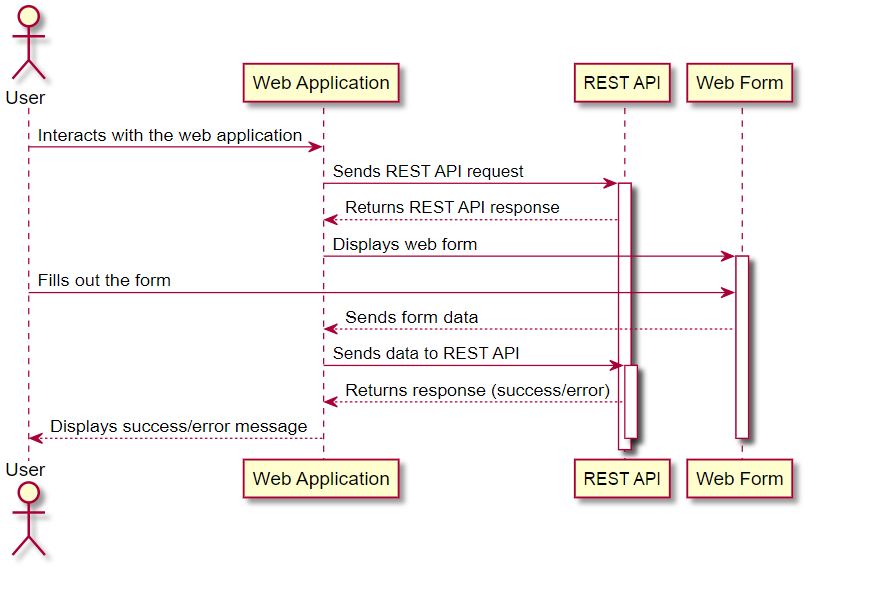 User
Web Application
REST API
Web Form
Interacts with the web application
Sends REST API request
Returns REST API response
Displays web form
Fills out the form
Sends form data
Sends data to REST API
Returns response (success/error)
Displays success/error message
User
Web Application
REST API
Web Form